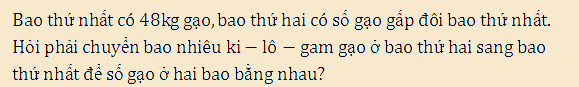 Bao thứ nhất có 48kg gạo, bao thứ hai có số gạo gấp đôi bao thứ nhất.
Hỏi phải chuyển bao nhiêu ki – lô – gam gạo ở bao thứ hai sang bao
thứ nhất để số gạo ở hai bao bằng nhau?